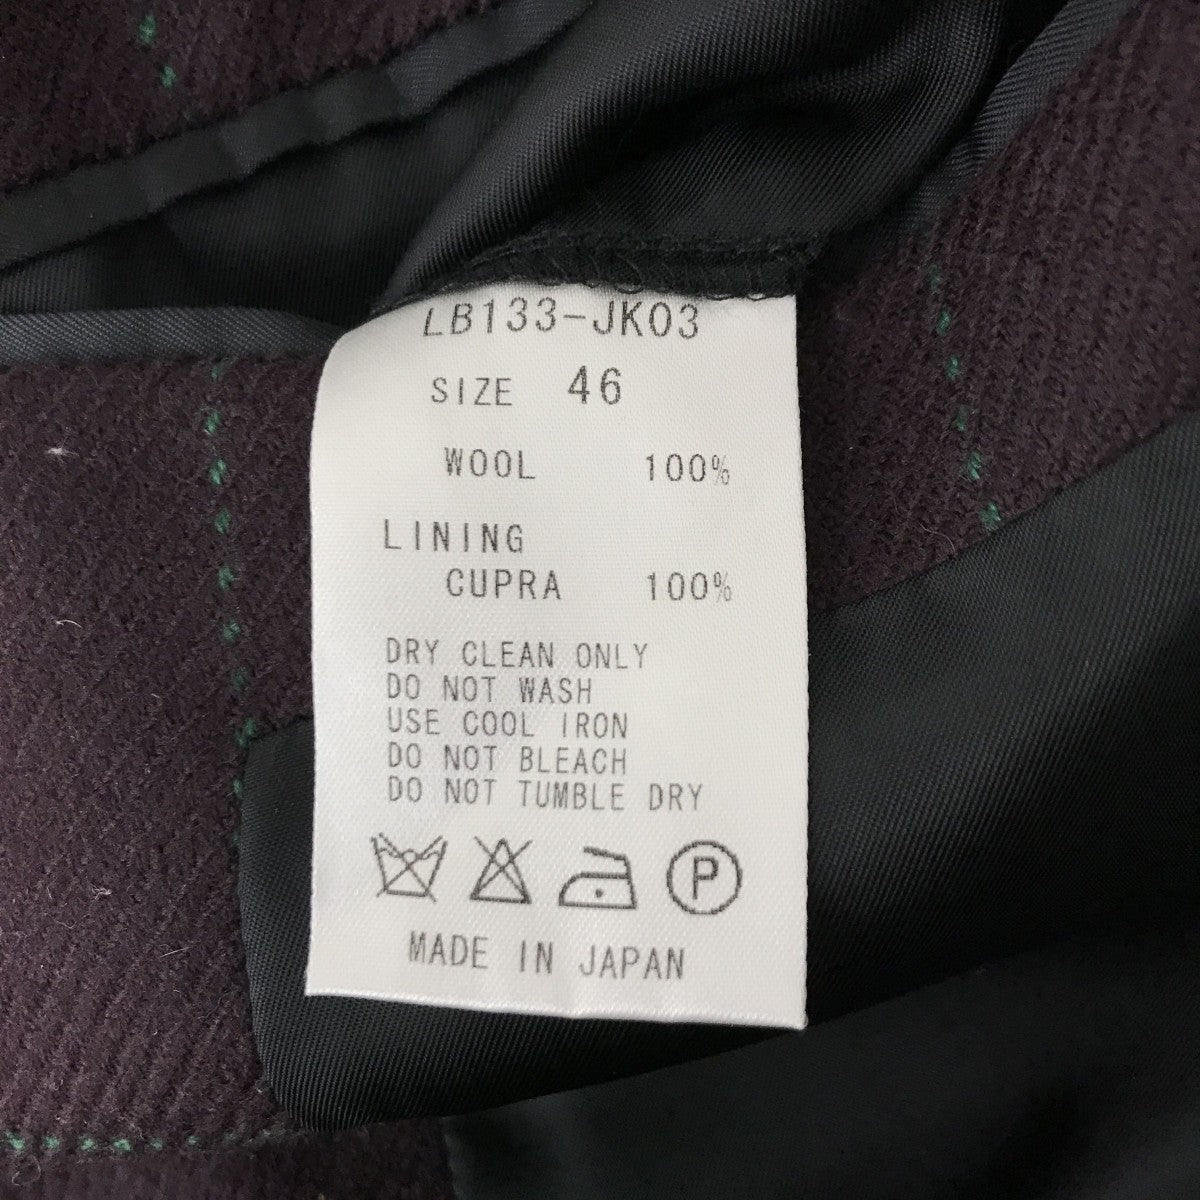 LB133-JK03
SIZE 46
WOOL 100%
LINING
CUPRA 100%
DRY CLEAN ONLY
DO NOT WASH
USE COOL IRON
DO NOT BLEACH
DO NOT TUMBLE DRY
P
MADE IN JAPAN